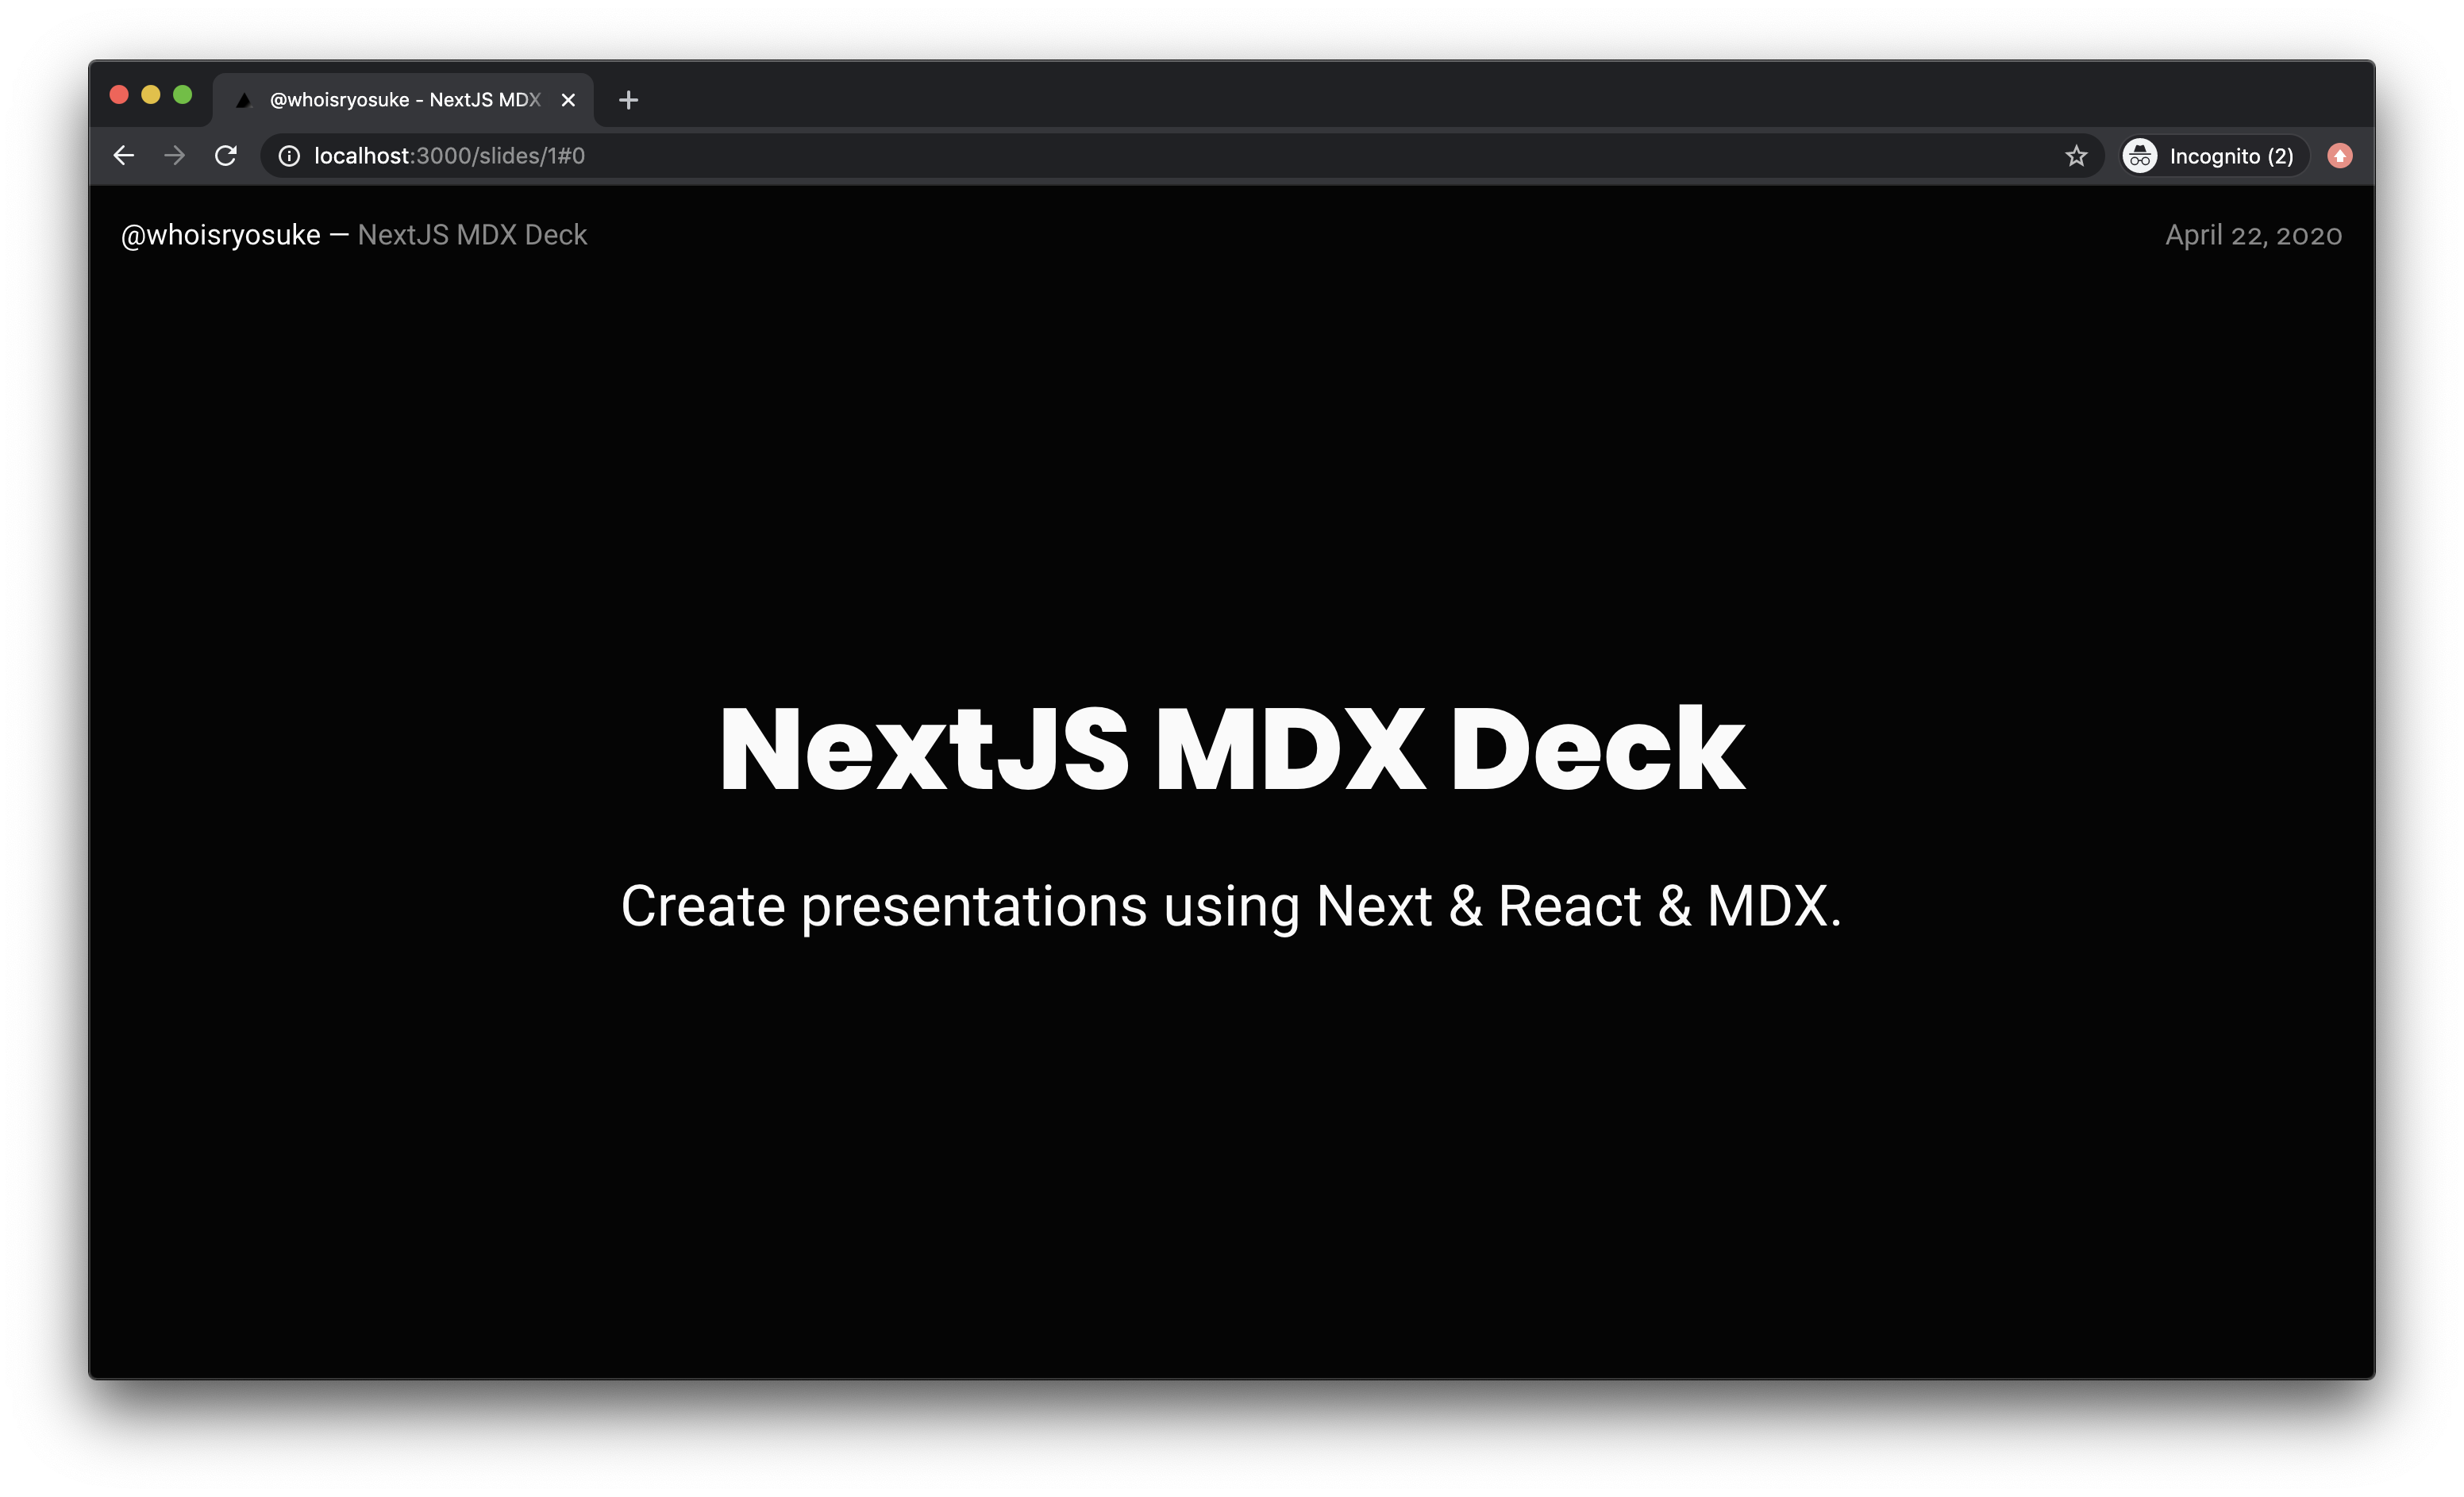 @whoisryosuke - NextJS MDX
localhost:3000/slides/1#0
Incognito (2)
@whoisryosuke — NextJS MDX Deck
April 22, 2020
NextJS MDX Deck
Create presentations using Next & React & MDX.